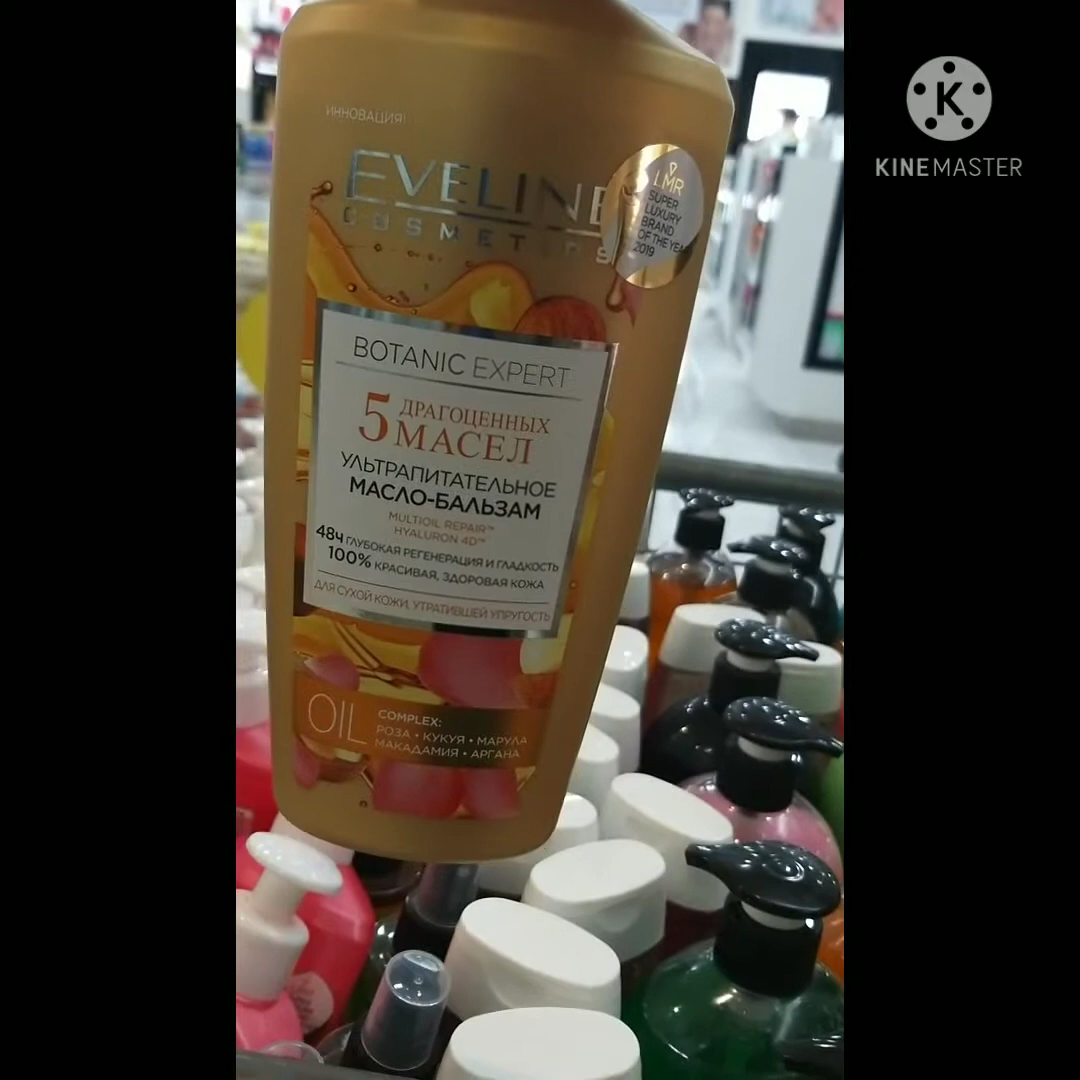 ИННОВАЦИЯ!
EVELINE
COSMETICS
LMR
SUPER
LUXURY
BRAND
OF THE YEAR
2019
BOTANIC EXPERT
5 ДРАГОЦЕННЫХ
МАСЕЛ
УЛЬТРАПИТАТЕЛЬНОЕ
МАСЛО-БАЛЬЗАМ
MULTIOIL REPAIR™
HYALURON 4D™
48Ч ГЛУБОКАЯ РЕГЕНЕРАЦИЯ И ГЛАДКОСТЬ
100% КРАСИВАЯ, ЗДОРОВАЯ КОЖА
ДЛЯ СУХОЙ КОЖИ, УТРАТИВШЕЙ УПРУГОСТЬ
OIL COMPLEX:
РОЗА • КУКУЯ • МАРУЛА
МАКАДАМИЯ • АРГАНА
K
KINEMASTER